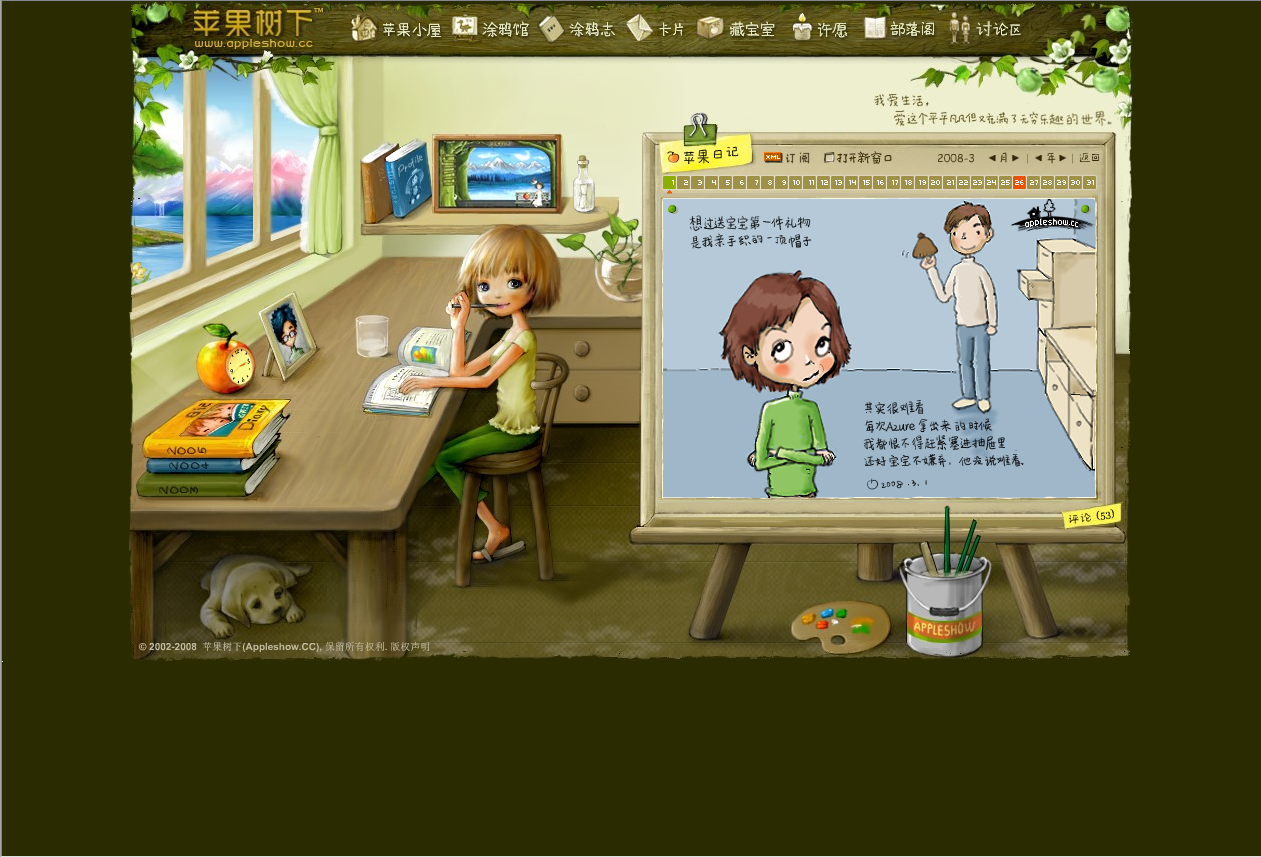 苹果树下™
www.appleshow.cc
苹果小屋 涂鸦馆 涂鸦志 卡片 藏宝室 许愿 部落阁 讨论区
我爱生活，
爱这个平平凡凡但又充满了无穷乐趣的世界。
苹果日记 XML 订阅 打开新窗口 2008-3 ◀月▶ | ◀年▶ | 返回
1 2 3 4 5 6 7 8 9 10 11 12 13 14 15 16 17 18 19 20 21 22 23 24 25 26 27 28 29 30 31
想过送宝宝第一件礼物
是我亲手织的一顶帽子
appleshow.cc
其实很难看
每次Azure拿出来的时候
我都恨不得赶紧塞进抽屉里
还好宝宝不嫌弃，他没说难看。
2008.3.1
评论 (53)
Profile
Diary
2005
2004
2003
APPLESHOW
© 2002-2008 苹果树下(Appleshow.CC), 保留所有权利. 版权声明